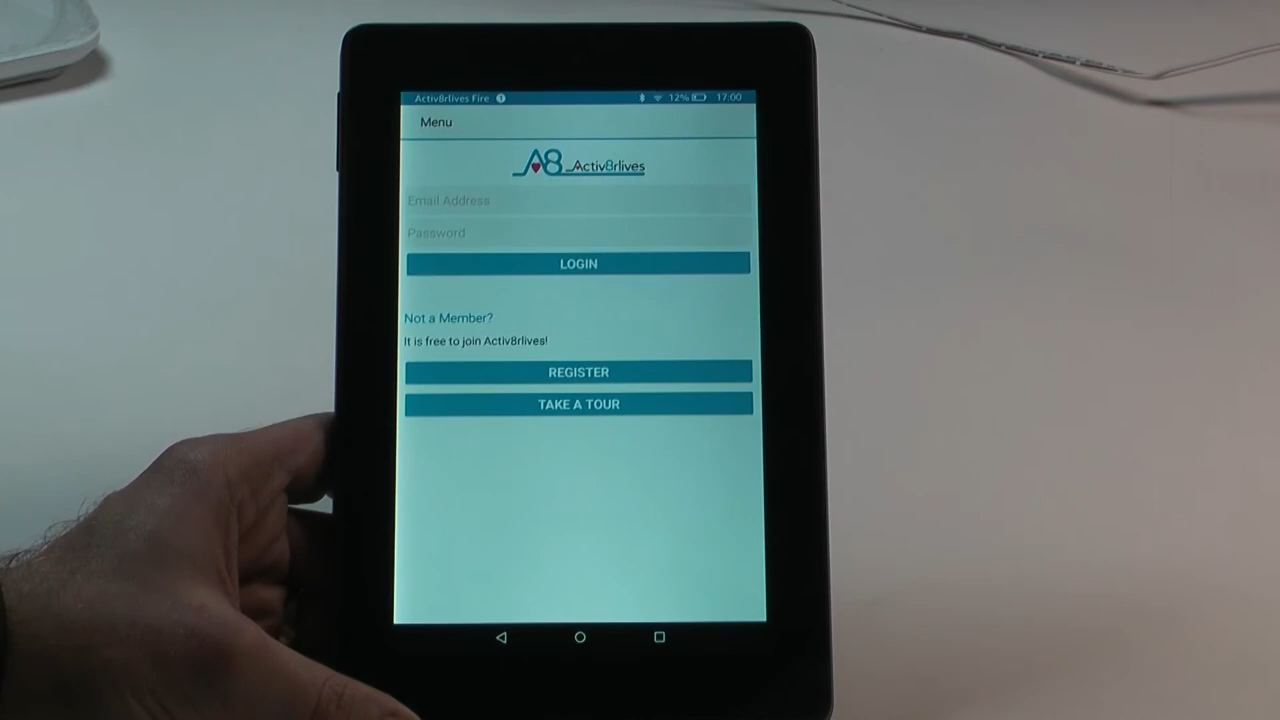 Activ8rlives Fire 1 12% 17:00
Menu
A8 Activ8rlives
Email Address
Password
LOGIN
Not a Member?
It is free to join Activ8rlives!
REGISTER
TAKE A TOUR